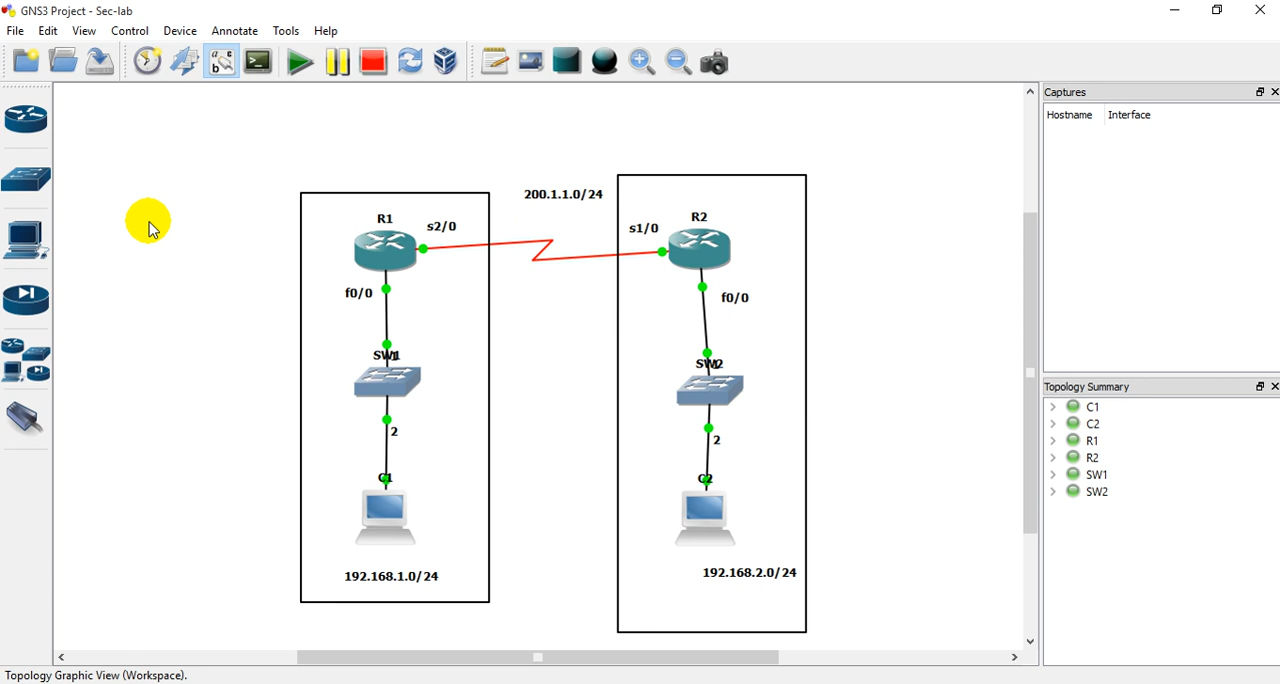 GNS3 Project - Sec-lab
File Edit View Control Device Annotate Tools Help
Captures
Hostname Interface
200.1.1.0/24
R1
s2/0
R2
s1/0
f0/0
f0/0
SW1
1
SW2
1
2
2
C1
C2
192.168.1.0/24
192.168.2.0/24
Topology Summary
C1
C2
R1
R2
SW1
SW2
Topology Graphic View (Workspace).